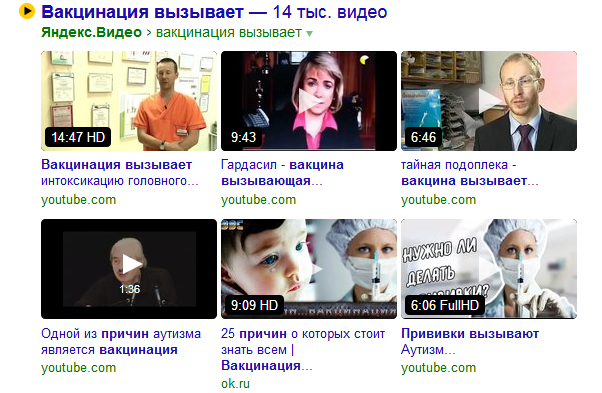 Вакцинация вызывает — 14 тыс. видео
Яндекс.Видео › вакцинация вызывает
14:47 HD
9:43
6:46
Вакцинация вызывает
интоксикацию головного...
youtube.com
Гардасил - вакцина
вызывающая...
youtube.com
тайная подоплека -
вакцина вызывает...
youtube.com
1:36
9:09 HD
...ВАКЦИНАЦИЯ
НУЖНО ЛИ
ДЕЛАТЬ
6:06 FullHD
Одной из причин аутизма
является вакцинация
youtube.com
25 причин о которых стоит
знать всем |
Вакцинация...
ok.ru
Прививки вызывают
Аутизм...
youtube.com